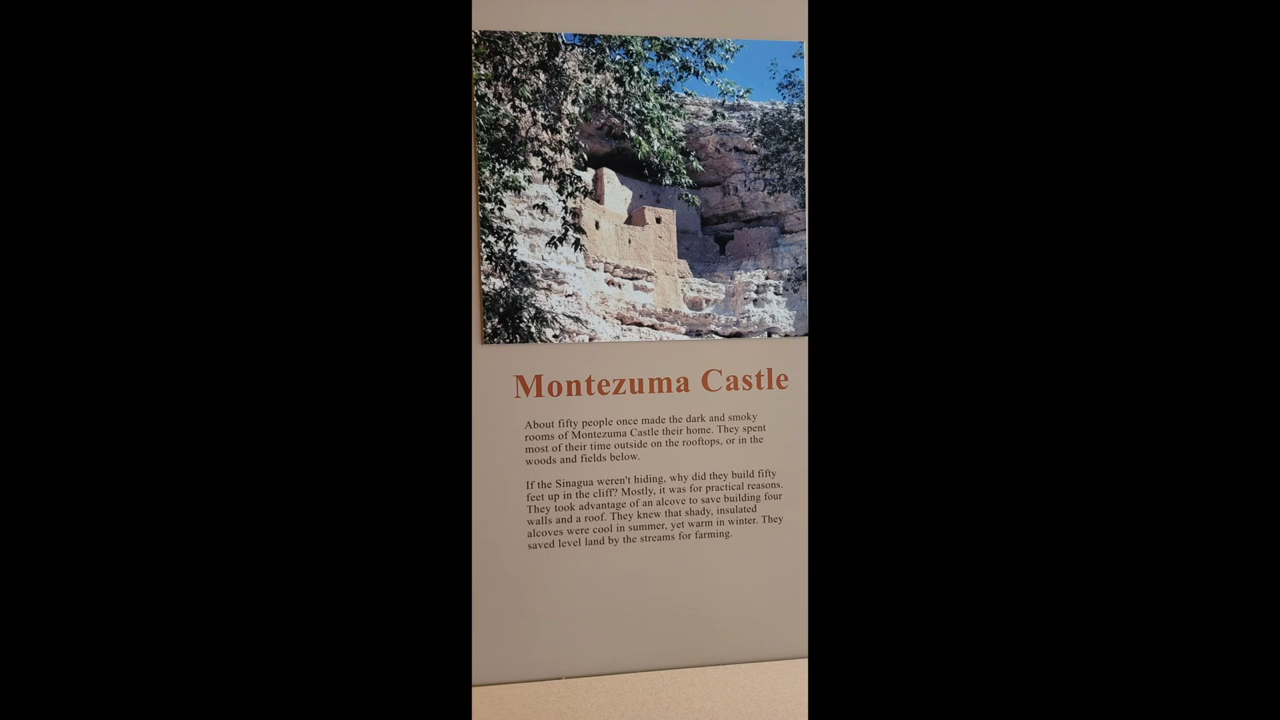 Montezuma Castle
About fifty people once made the dark and smoky
rooms of Montezuma Castle their home. They spent
most of their time outside on the rooftops, or in the
woods and fields below.
If the Sinagua weren't hiding, why did they build fifty
feet up in the cliff? Mostly, it was for practical reasons.
They took advantage of an alcove to save building four
walls and a roof. They knew that shady, insulated
alcoves were cool in summer, yet warm in winter. They
saved level land by the streams for farming.